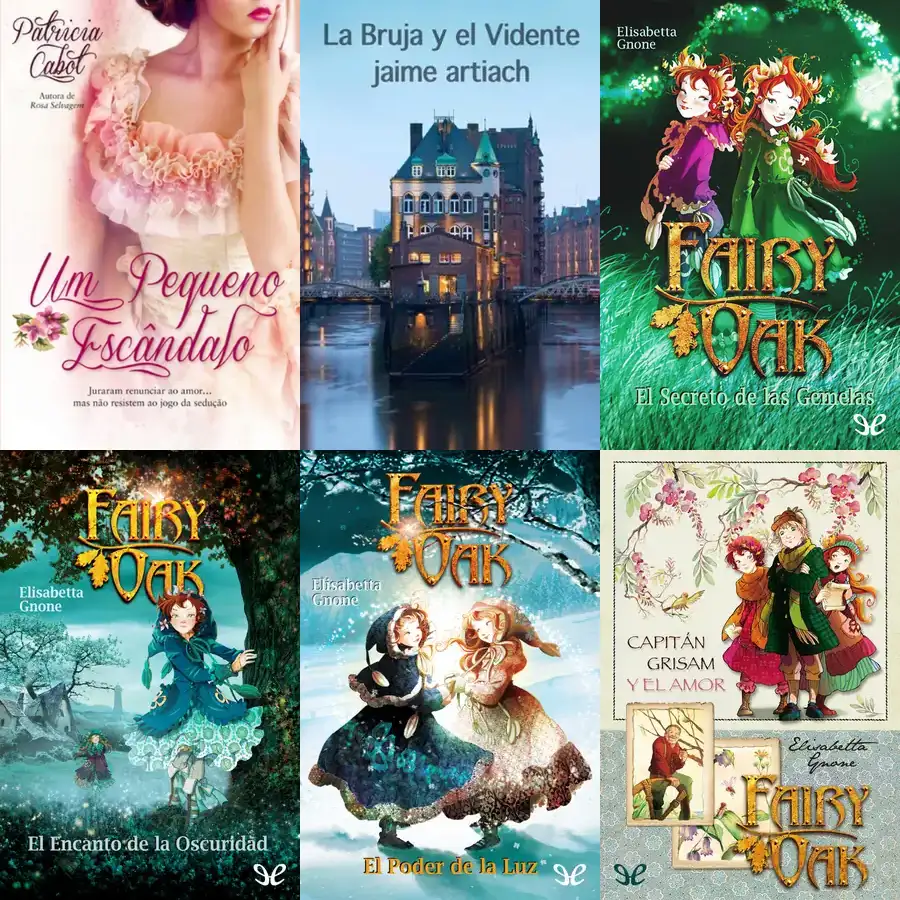 Patricia
Cabot
Autora de
Rosa Selvagem
Um Pequeno
Escândalo
Juraram renunciar ao amor...
mas não resistem ao jogo da sedução
La Bruja y el Vidente
jaime artiach
Elisabetta
Gnone
FAIRY
OAK
El Secreto de las Gemelas
FAIRY
OAK
Elisabetta
Gnone
El Encanto de la Oscuridad
FAIRY
OAK
Elisabetta
Gnone
El Poder de la Luz
CAPITÁN
GRISAM
Y EL AMOR
Elisabetta
Gnone
FAIRY
OAK